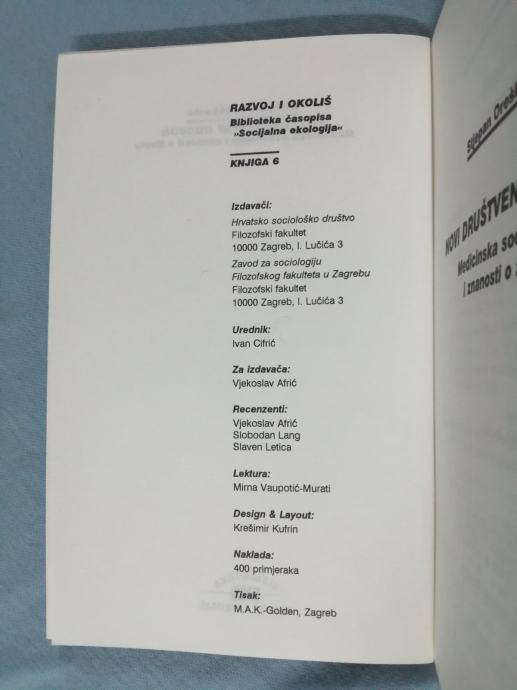 RAZVOJ I OKOLIŠ
Biblioteka časopisa
»Socijalna ekologija«
KNJIGA 6
Izdavači:
Hrvatsko sociološko društvo
Filozofski fakultet
10000 Zagreb, I. Lučića 3
Zavod za sociologiju
Filozofskog fakulteta u Zagrebu
Filozofski fakultet
10000 Zagreb, I. Lučića 3
Urednik:
Ivan Cifrić
Za izdavača:
Vjekoslav Afrić
Recenzenti:
Vjekoslav Afrić
Slobodan Lang
Slaven Letica
Lektura:
Mirna Vaupotić-Murati
Design & Layout:
Krešimir Kufrin
Naklada:
400 primjeraka
Tisak:
M.A.K.-Golden, Zagreb
Stjepan Oreš
NOVI DRUŠTVEN
Medicinska soc
i znanosti o